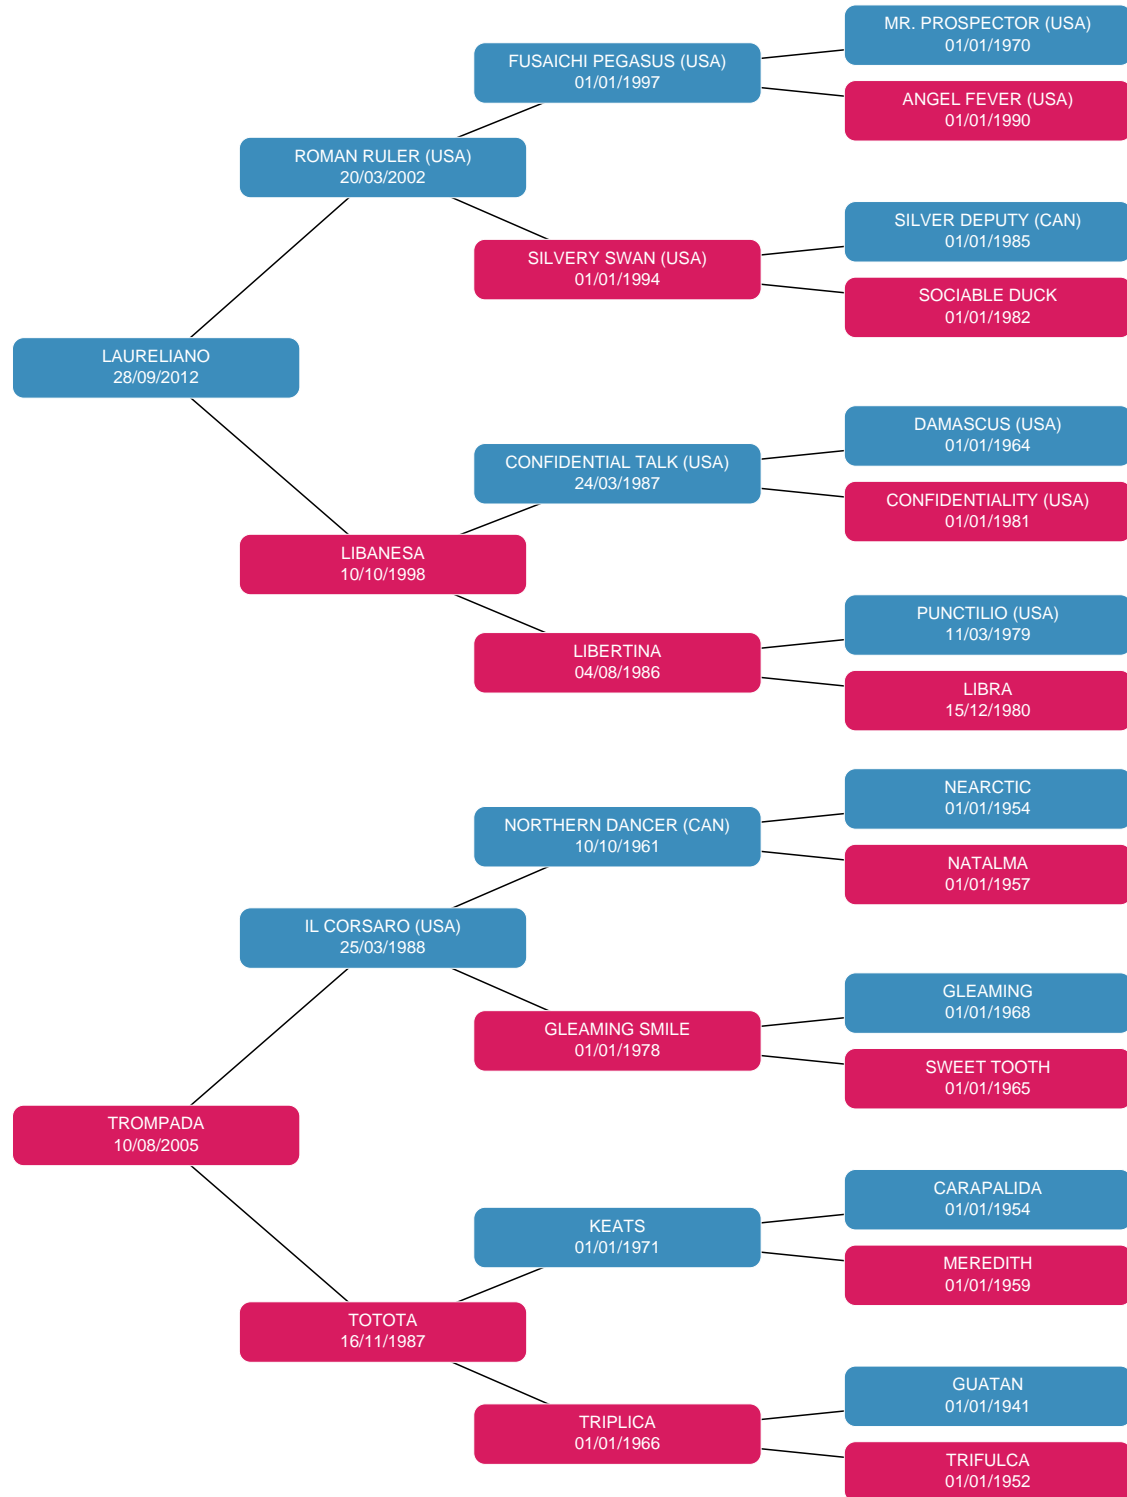 MR. PROSPECTOR (USA)
01/01/1970
FUSAICHI PEGASUS (USA)
01/01/1997
ANGEL FEVER (USA)
01/01/1990
ROMAN RULER (USA)
20/03/2002
SILVER DEPUTY (CAN)
01/01/1985
SILVERY SWAN (USA)
01/01/1994
SOCIABLE DUCK
01/01/1982
LAURELIANO
28/09/2012
DAMASCUS (USA)
01/01/1964
CONFIDENTIAL TALK (USA)
24/03/1987
CONFIDENTIALITY (USA)
01/01/1981
LIBANESA
10/10/1998
PUNCTILIO (USA)
11/03/1979
LIBERTINA
04/08/1986
LIBRA
15/12/1980
NEARCTIC
01/01/1954
NORTHERN DANCER (CAN)
10/10/1961
NATALMA
01/01/1957
IL CORSARO (USA)
25/03/1988
GLEAMING
01/01/1968
GLEAMING SMILE
01/01/1978
SWEET TOOTH
01/01/1965
TROMPADA
10/08/2005
CARAPALIDA
01/01/1954
KEATS
01/01/1971
MEREDITH
01/01/1959
TOTOTA
16/11/1987
GUATAN
01/01/1941
TRIPLICA
01/01/1966
TRIFULCA
01/01/1952